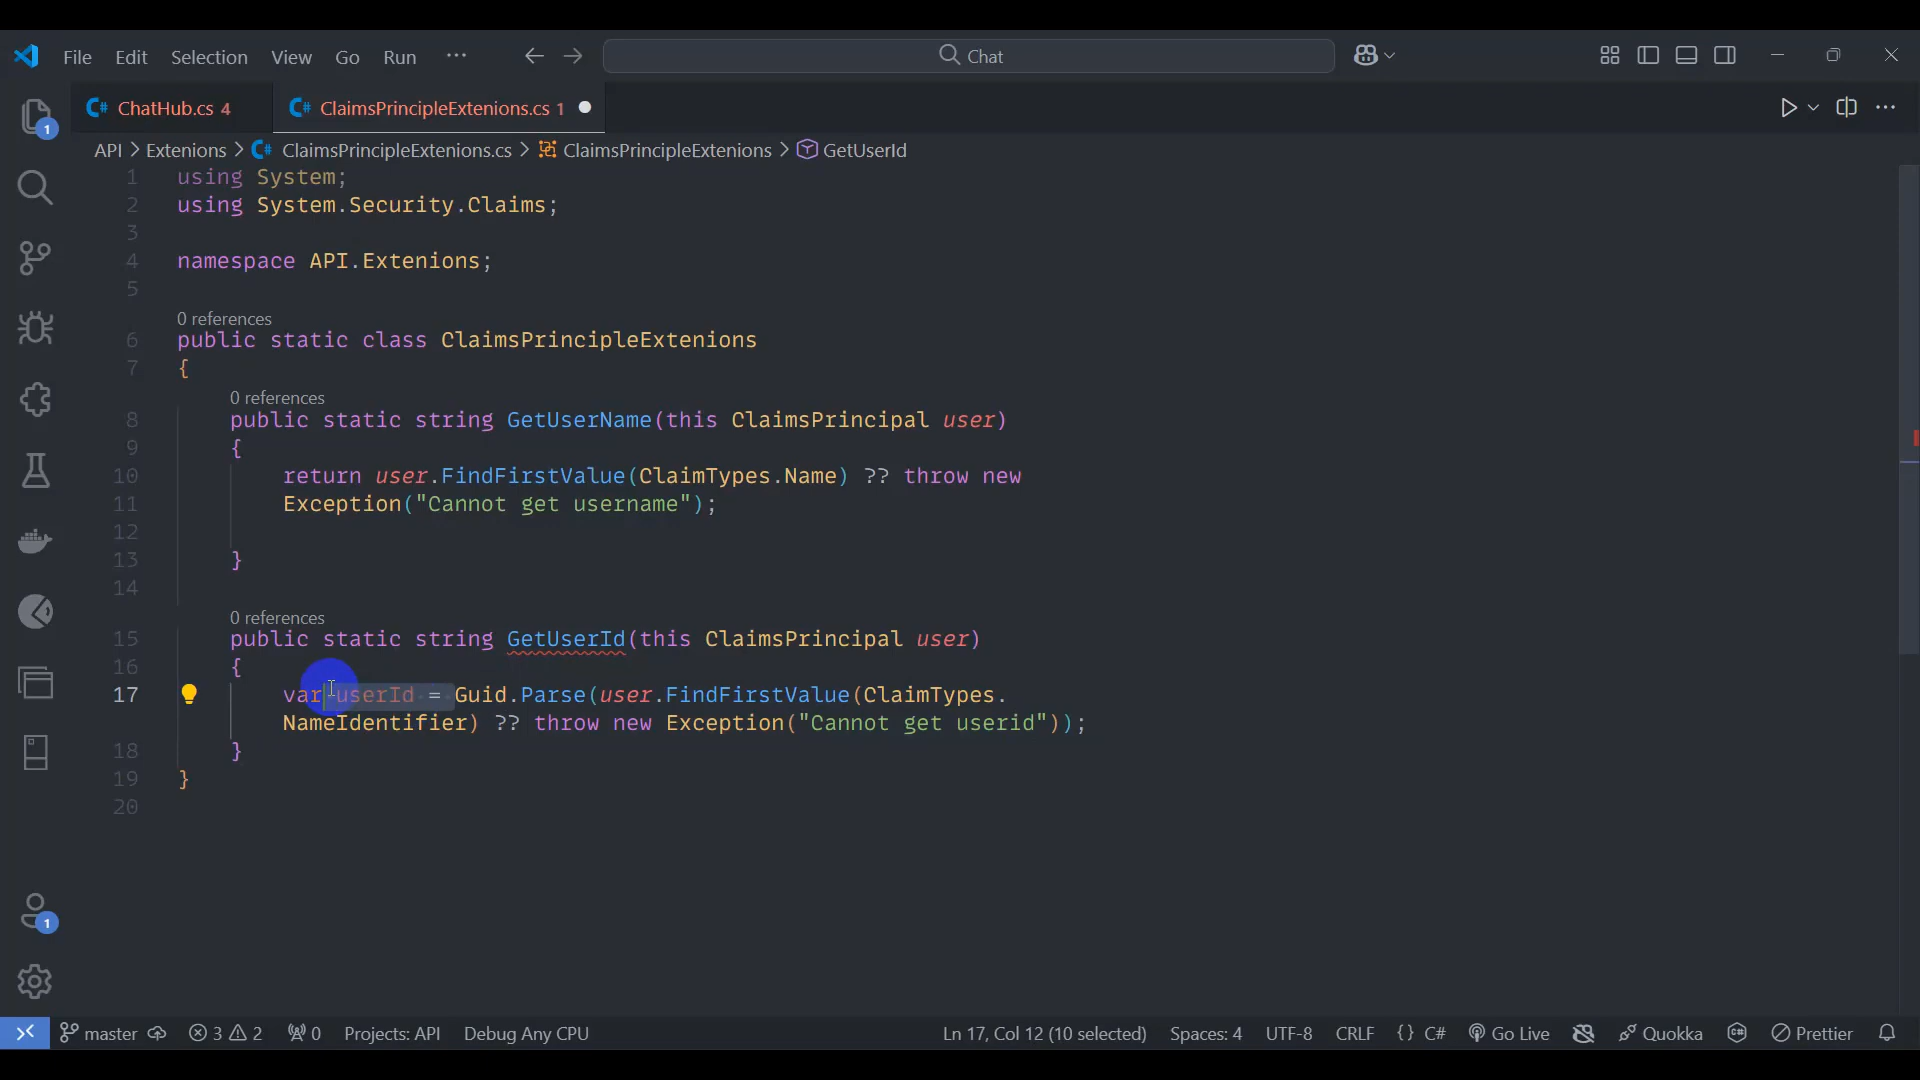 File Edit Selection View Go Run ··· Chat
ChatHub.cs 4 ClaimsPrincipleExtenions.cs 1
API > Extenions > ClaimsPrincipleExtenions.cs > ClaimsPrincipleExtenions > GetUserId
1 using System;
2 using System.Security.Claims;
3
4 namespace API.Extenions;
5
0 references
6 public static class ClaimsPrincipleExtenions
7 {
0 references
8 public static string GetUserName(this ClaimsPrincipal user)
9 {
10 return user.FindFirstValue(ClaimTypes.Name) ?? throw new
11 Exception("Cannot get username");
12
13 }
14
0 references
15 public static string GetUserId(this ClaimsPrincipal user)
16 {
17 var userId = Guid.Parse(user.FindFirstValue(ClaimTypes.
NameIdentifier) ?? throw new Exception("Cannot get userid"));
18 }
19 }
20
1
1
master 3 2 0 Projects: API Debug Any CPU Ln 17, Col 12 (10 selected) Spaces: 4 UTF-8 CRLF {} C# Go Live Quokka Prettier